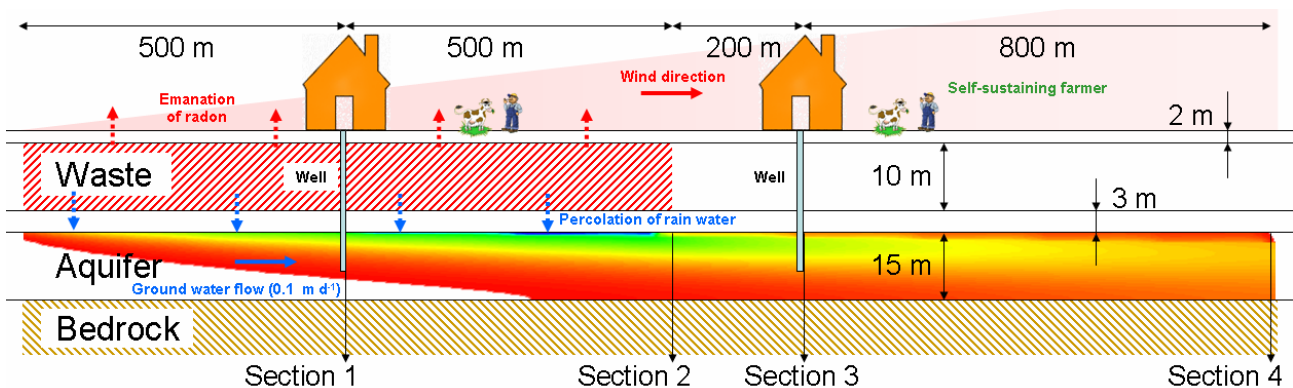 500 m
500 m
200 m
800 m
Emanation
of radon
Wind direction
Self-sustaining farmer
2 m
Waste
Well
Well
10 m
3 m
Percolation of rain water
Aquifer
15 m
Ground water flow (0.1 m d-1)
Bedrock
Section 1
Section 2
Section 3
Section 4